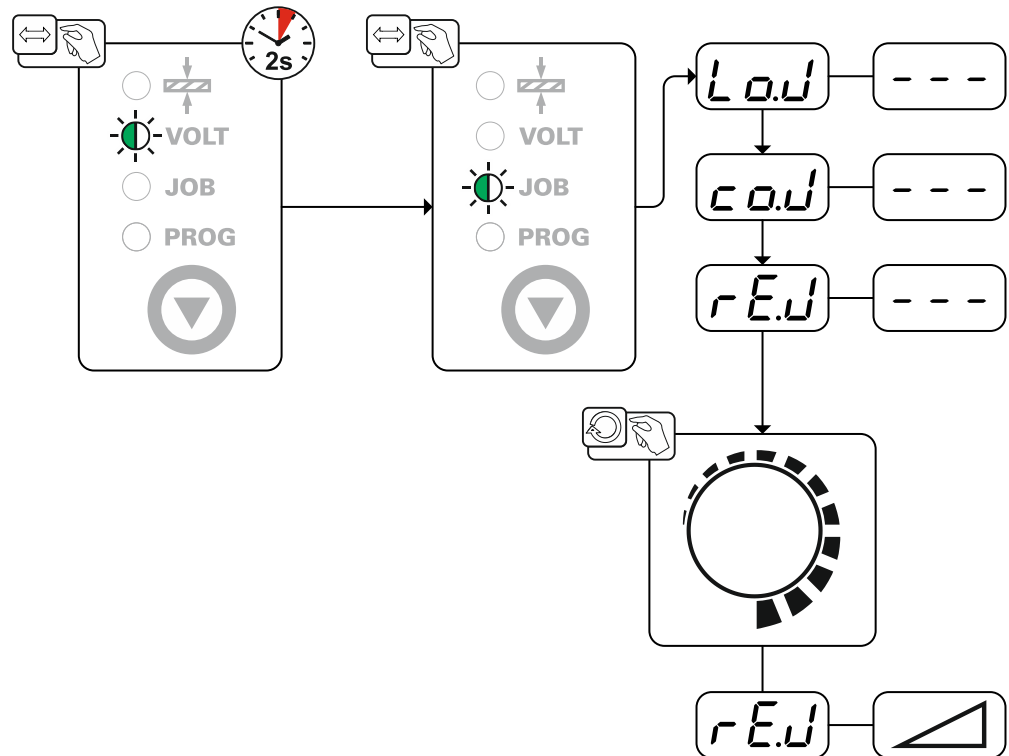 2s
VOLT
JOB
PROG
VOLT
JOB
PROG
Lo.J
- - -
co.J
- - -
rE.J
- - -
rE.J